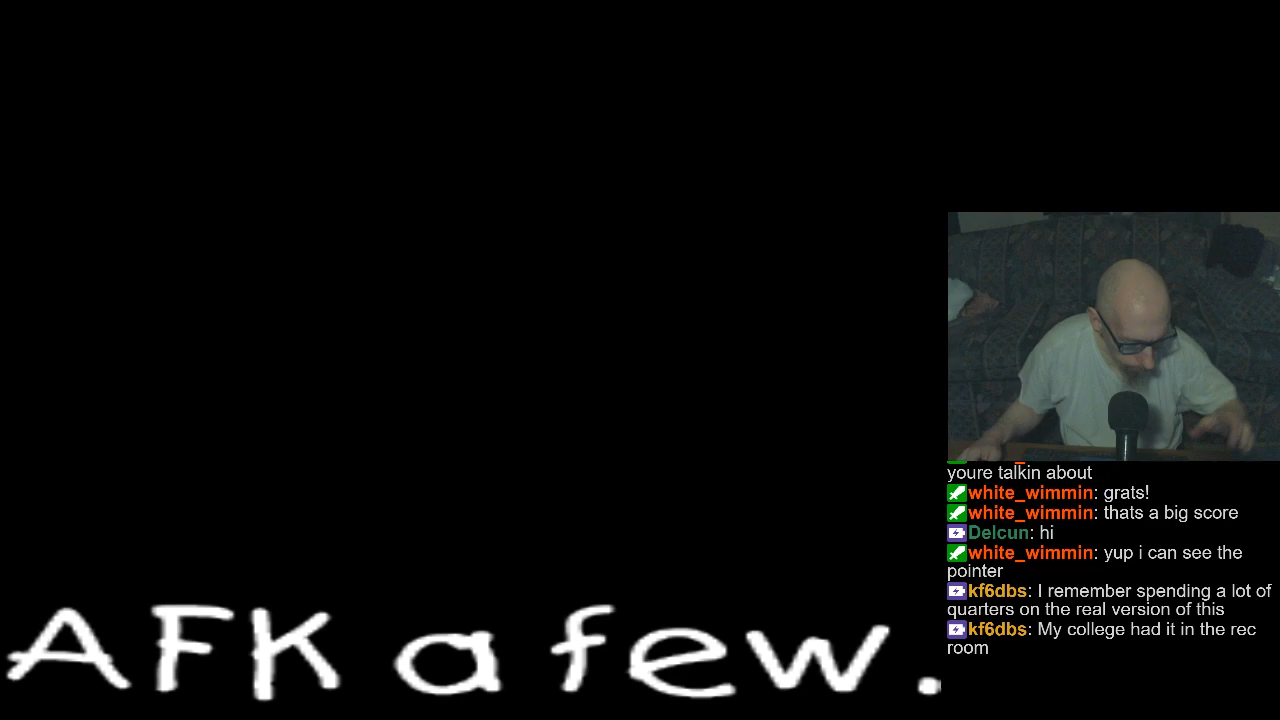 youre talkin about
white_wimmin: grats!
white_wimmin: thats a big score
Delcun: hi
white_wimmin: yup i can see the
pointer
kf6dbs: I remember spending a lot of
quarters on the real version of this
kf6dbs: My college had it in the rec
room
AFK a few.